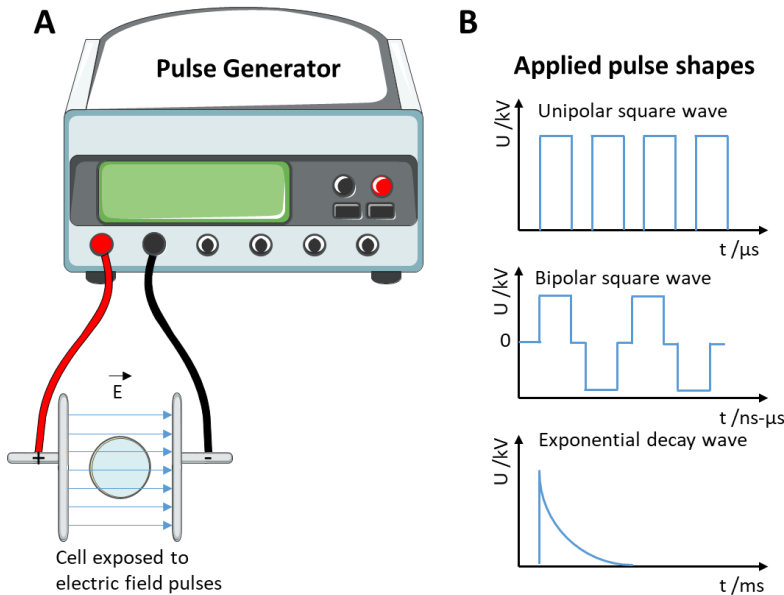 A
Pulse Generator
E
+
-
Cell exposed to
electric field pulses
B
Applied pulse shapes
Unipolar square wave
U /kV
t /µs
Bipolar square wave
U /kV
0
t /ns-µs
Exponential decay wave
U /kV
t /ms